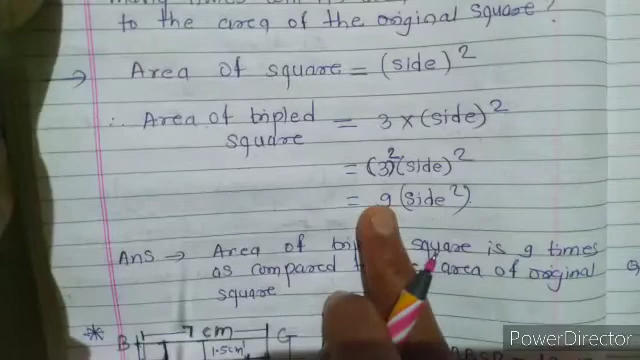 to the area of the original square?
→ Area of square = (side)²
∴ Area of tripled square = 3 × (side)²
= (3)²(side)²
= 9 (side²)
Ans → Area of square is 9 times
as compared area of original
square
* B 7 cm G
1.5cm
PowerDirector